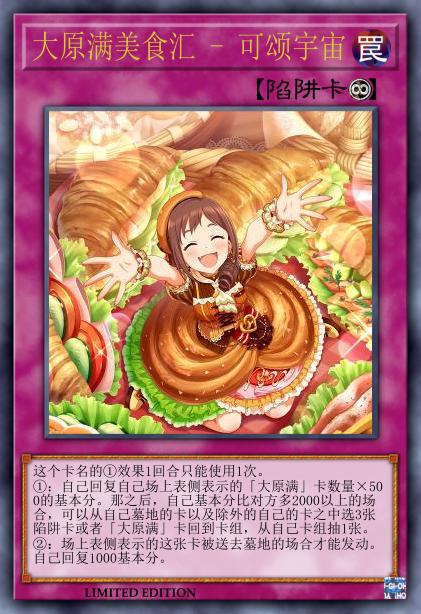 大原满美食汇 - 可颂宇宙 罠
【陷阱卡♾】
这个卡名的①效果1回合只能使用1次。
①：自己回复自己场上表侧表示的「大原满」卡数量×50
0的基本分。那之后，自己基本分比对方多2000以上的场
合，可以从自己墓地的卡以及除外的自己的卡之中选3张
陷阱卡或者「大原满」卡回到卡组，从自己卡组抽1张。
②：场上表侧表示的这张卡被送去墓地的场合才能发动。
自己回复1000基本分。
LIMITED EDITION